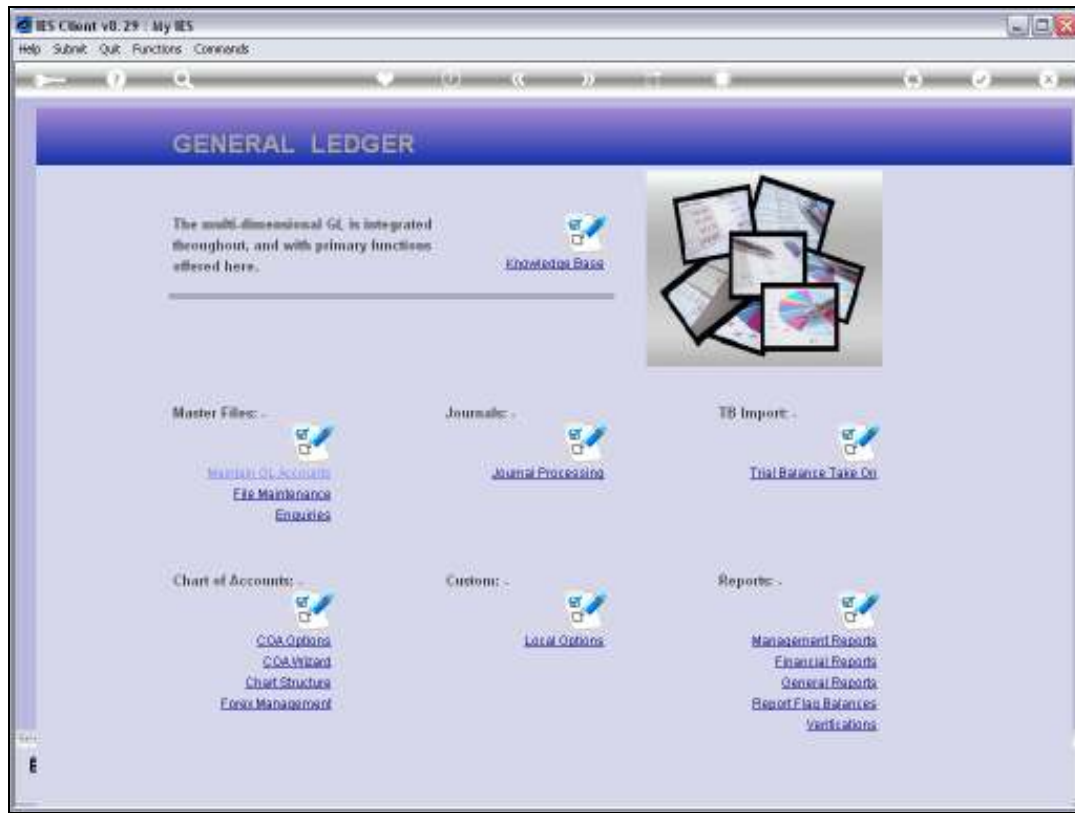 IES Client v8.29 : My IES
Help Submit Quit Functions Commands
GENERAL LEDGER
The multi-dimensional GL is integrated
throughout, and with primary functions
offered here.
Knowledge Base
Master Files: -
Maintain GL Accounts
File Maintenance
Enquiries
Journals: -
Journal Processing
TB Import: -
Trial Balance Take On
Chart of Accounts: -
COA Options
COA Wizard
Chart Structure
Forex Management
Custom: -
Local Options
Reports: -
Management Reports
Financial Reports
General Reports
Report Flag Balances
Verifications